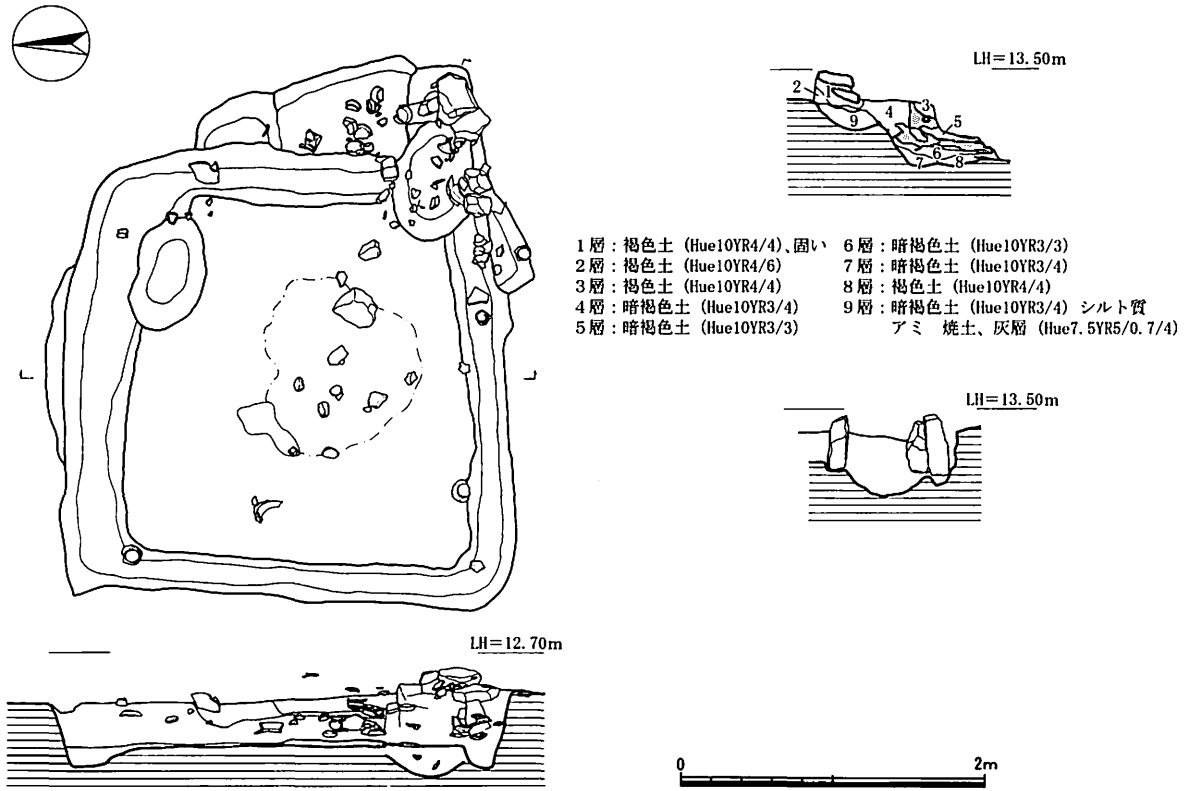 LH=13.50m
2
1
9
4
3
5
6
7
8
1層：褐色土 (Hue10YR4/4)、固い
2層：褐色土 (Hue10YR4/6)
3層：褐色土 (Hue10YR4/4)
4層：暗褐色土 (Hue10YR3/4)
5層：暗褐色土 (Hue10YR3/3)
6層：暗褐色土 (Hue10YR3/3)
7層：暗褐色土 (Hue10YR3/4)
8層：褐色土 (Hue10YR4/4)
9層：暗褐色土 (Hue10YR3/4) シルト質
アミ 焼土、灰層 (Hue7.5YR5/0.7/4)
LH=13.50m
LH=12.70m
0 2m